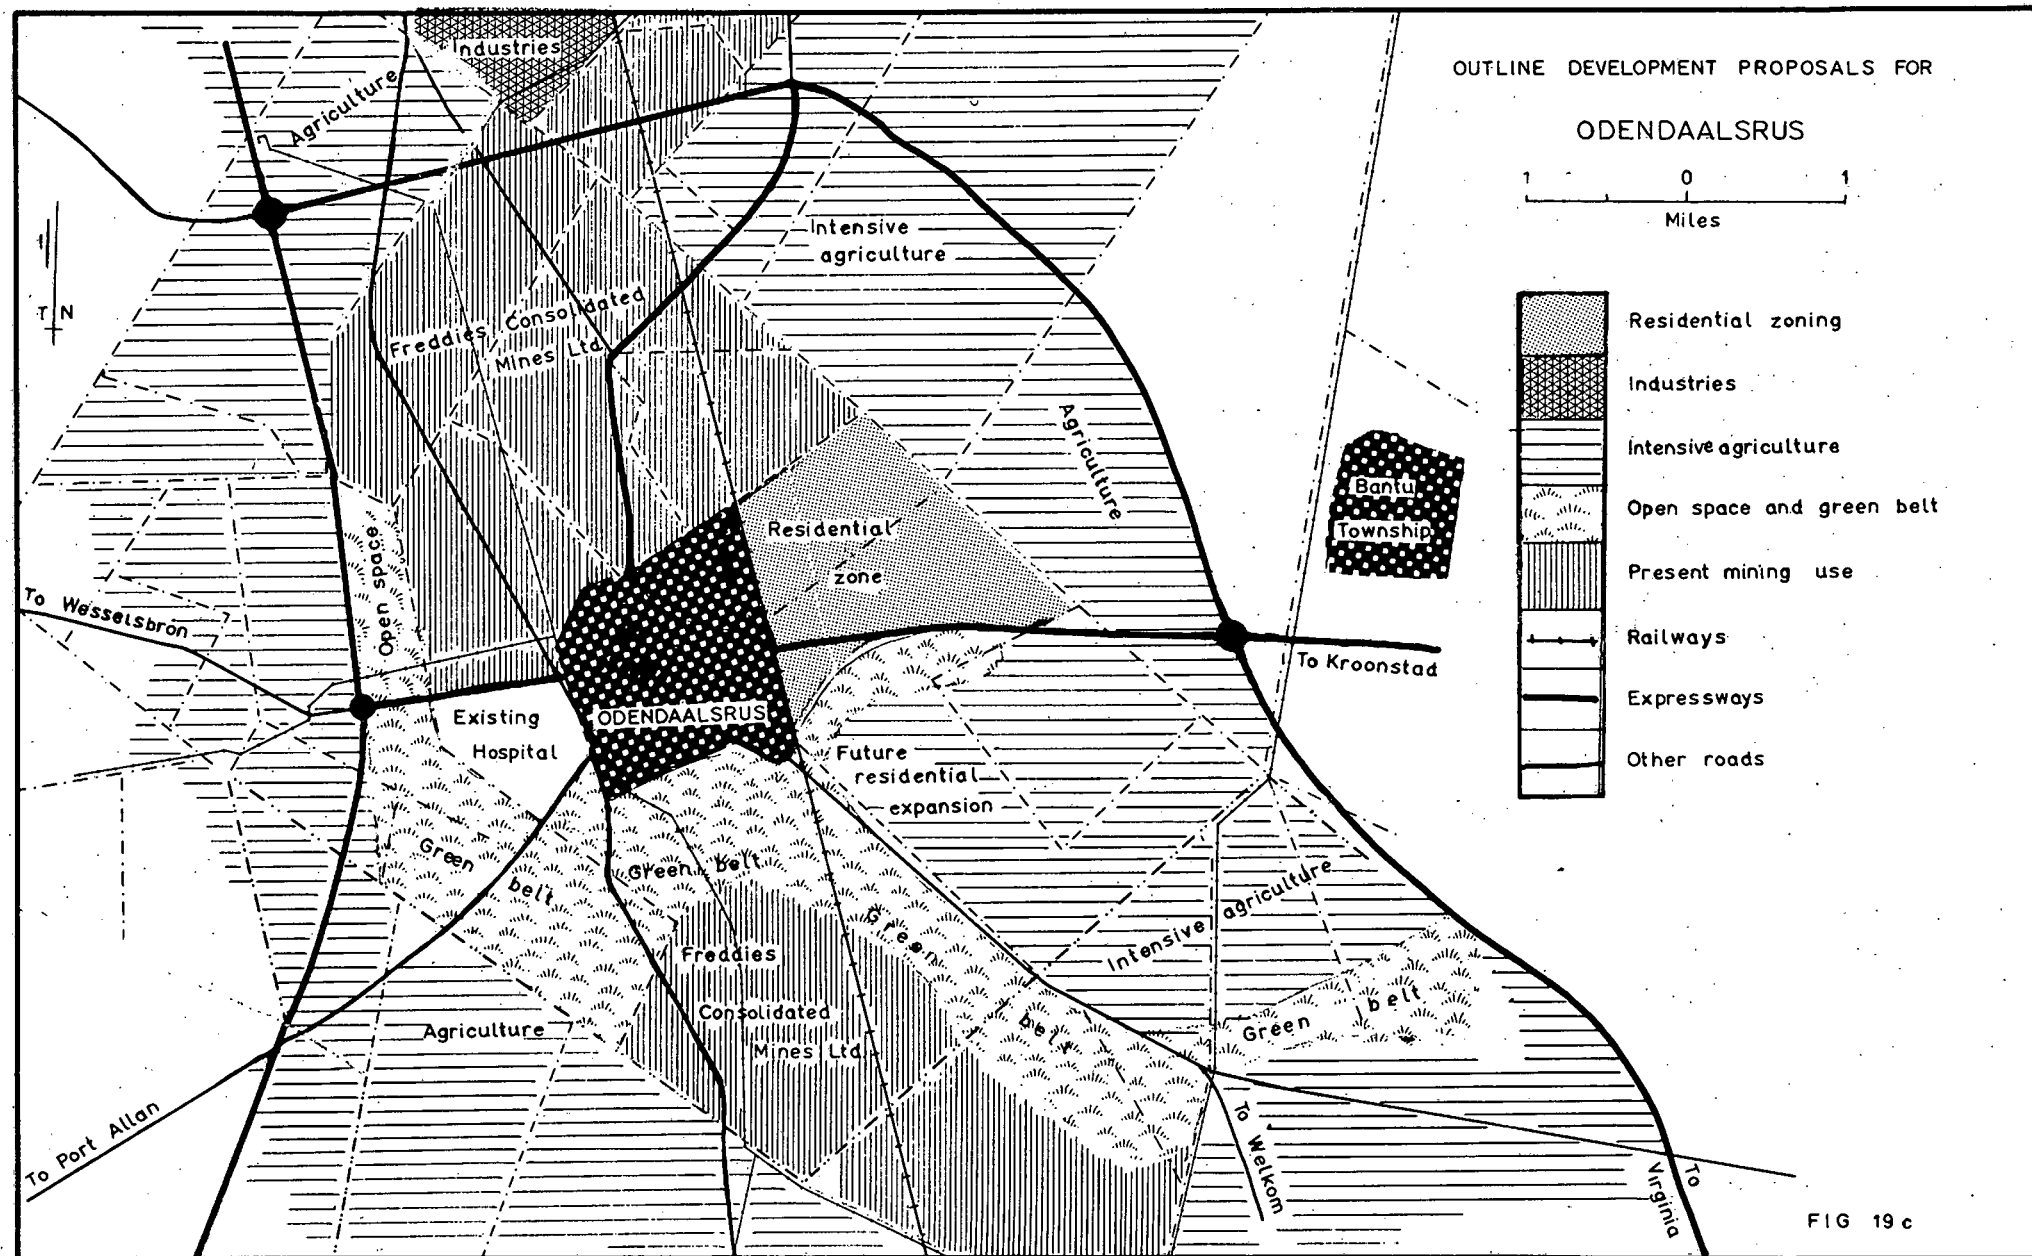 OUTLINE DEVELOPMENT PROPOSALS FOR
ODENDAALSRUS
1 0 1
Miles
Residential zoning
Industries
Intensive agriculture
Open space and green belt
Present mining use
Railways
Expressways
Other roads
Industries
Agriculture
T N
Intensive
agriculture
Freddies Consolidated
Mines Ltd.
Agriculture
Bantu
Township
Residential
zone
Open space
To Wesselsbron
To Kroonstad
Existing
Hospital
ODENDAALSRUS
Future
residential
expansion
Green
belt
Green belt
Green
belt
Intensive agriculture
Green belt
Freddies
Consolidated
Mines Ltd.
Agriculture
To Port Allan
To Welkom
To
Virginia
FIG 19c